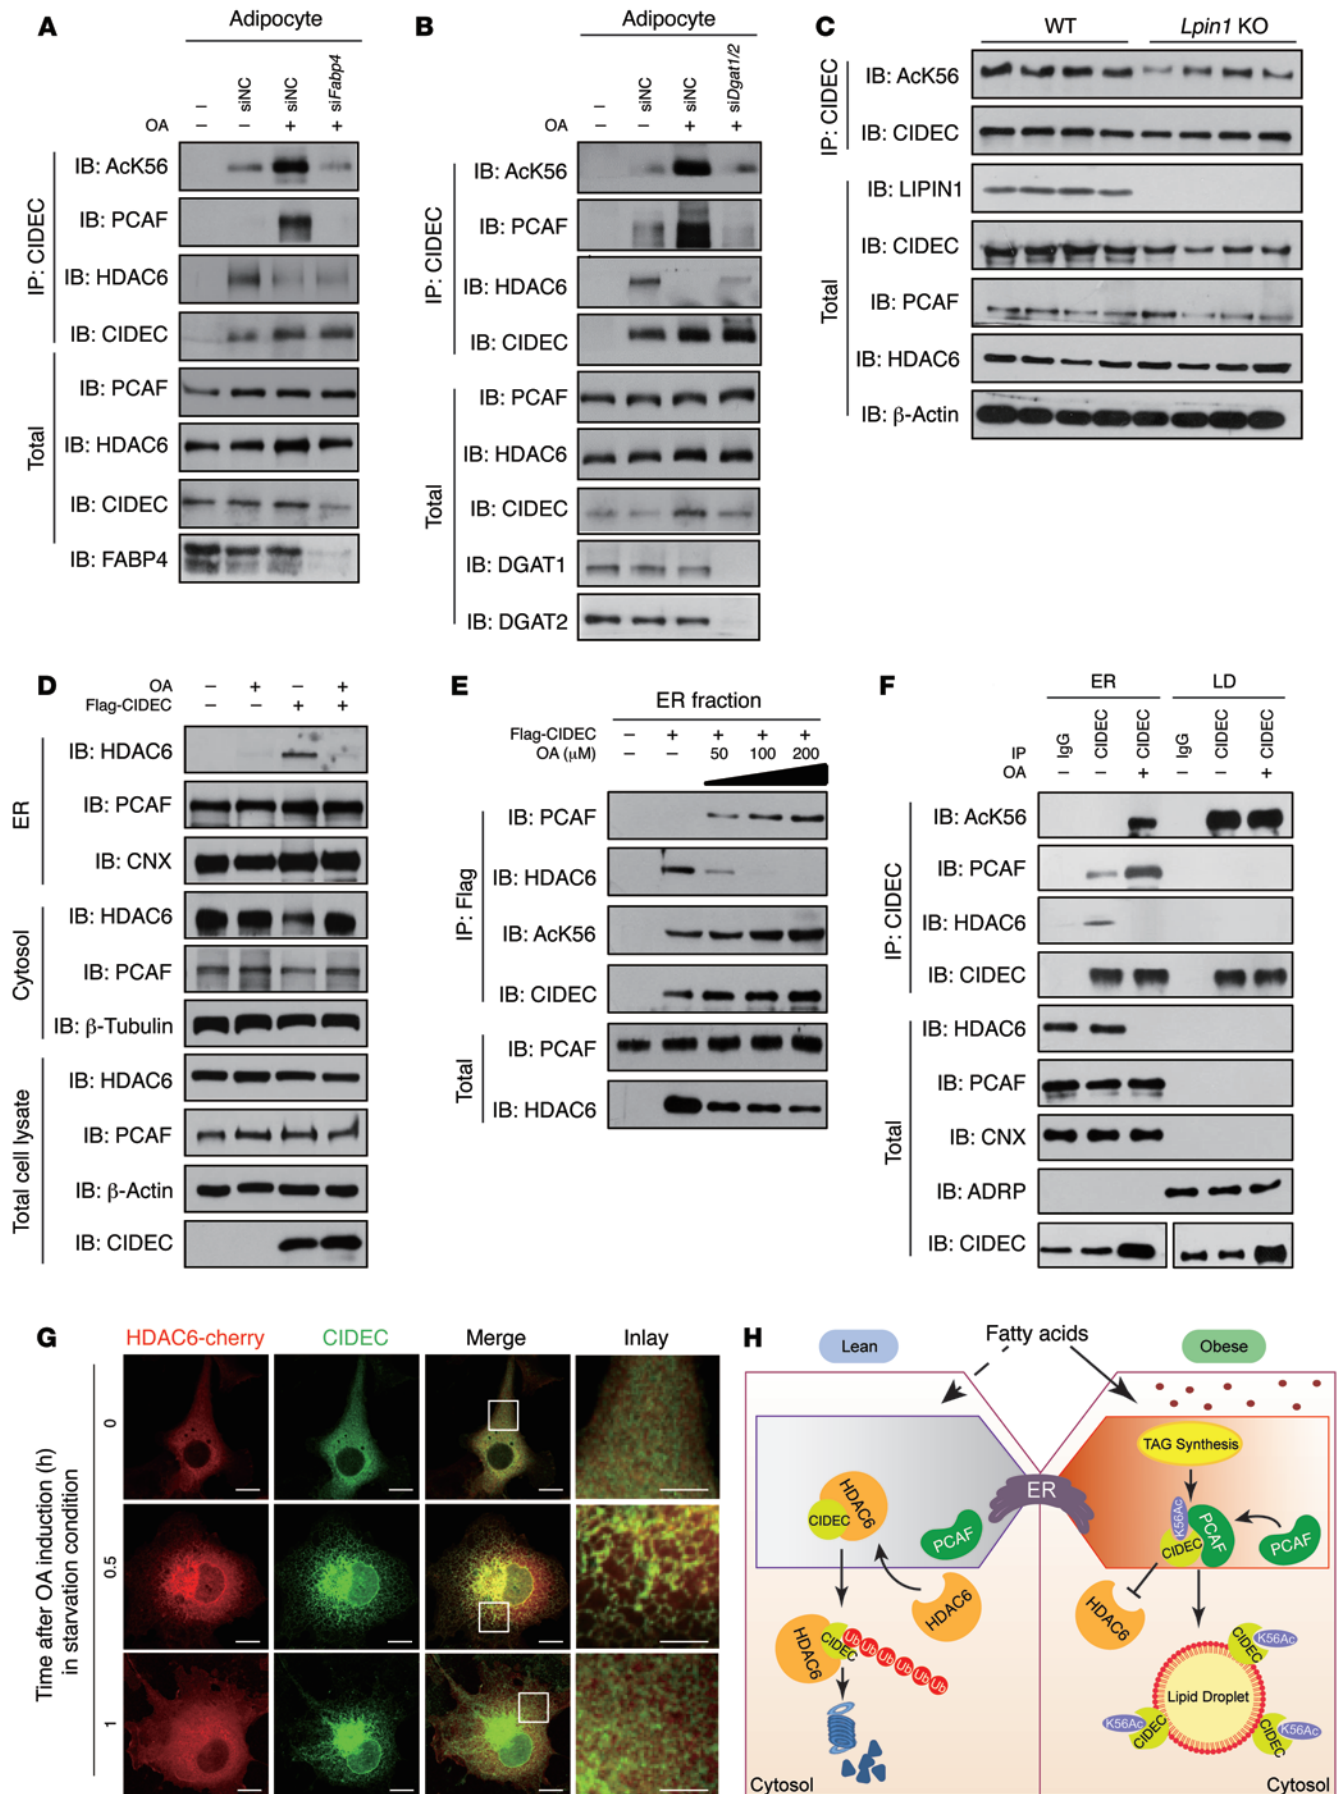 A
Adipocyte
– siNC siNC siFabp4
OA – – + +
IP: CIDEC
IB: AcK56
IB: PCAF
IB: HDAC6
IB: CIDEC
Total
IB: PCAF
IB: HDAC6
IB: CIDEC
IB: FABP4
B
Adipocyte
– siNC siNC siDgat1/2
OA – – + +
IP: CIDEC
IB: AcK56
IB: PCAF
IB: HDAC6
IB: CIDEC
Total
IB: PCAF
IB: HDAC6
IB: CIDEC
IB: DGAT1
IB: DGAT2
C
WT Lpin1 KO
IP: CIDEC
IB: AcK56
IB: CIDEC
Total
IB: LIPIN1
IB: CIDEC
IB: PCAF
IB: HDAC6
IB: β-Actin
D
OA – + – +
Flag-CIDEC – – + +
ER
IB: HDAC6
IB: PCAF
IB: CNX
Cytosol
IB: HDAC6
IB: PCAF
IB: β-Tubulin
Total cell lysate
IB: HDAC6
IB: PCAF
IB: β-Actin
IB: CIDEC
E
ER fraction
Flag-CIDEC – + + + +
OA (μM) – – 50 100 200
IP: Flag
IB: PCAF
IB: HDAC6
IB: AcK56
IB: CIDEC
Total
IB: PCAF
IB: HDAC6
F
ER LD
IP IgG CIDEC CIDEC IgG CIDEC CIDEC
OA – – + – – +
IP: CIDEC
IB: AcK56
IB: PCAF
IB: HDAC6
IB: CIDEC
Total
IB: HDAC6
IB: PCAF
IB: CNX
IB: ADRP
IB: CIDEC
G
HDAC6-cherry CIDEC Merge Inlay
Time after OA induction (h)
in starvation condition
0
0.5
1
H
Lean Fatty acids Obese
TAG Synthesis
ER
HDAC6
CIDEC
PCAF
K56Ac
PCAF
CIDEC
PCAF
HDAC6
HDAC6
HDAC6
CIDEC
Ub Ub Ub Ub Ub Ub
CIDEC K56Ac
Lipid Droplet
K56Ac CIDEC
CIDEC K56Ac
Cytosol Cytosol